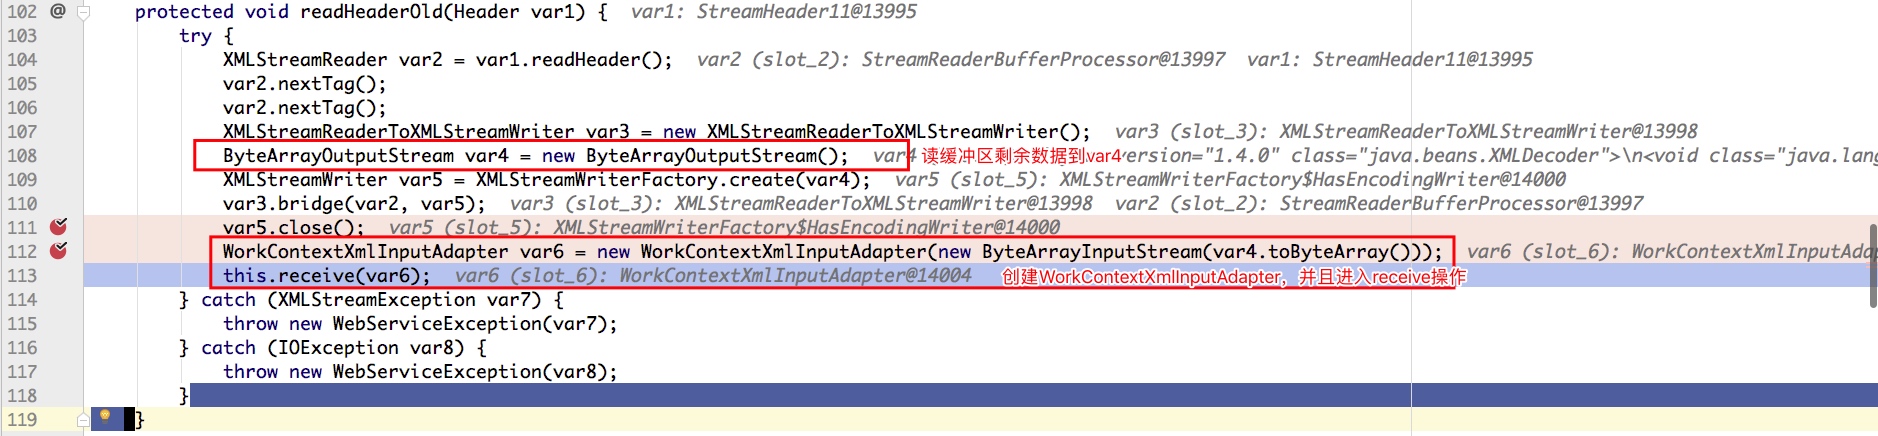 102 @ protected void readHeaderOld(Header var1) { var1: StreamHeader11@13995
103 try {
104 XMLStreamReader var2 = var1.readHeader(); var2 (slot_2): StreamReaderBufferProcessor@13997 var1: StreamHeader11@13995
105 var2.nextTag();
106 var2.nextTag();
107 XMLStreamReaderToXMLStreamWriter var3 = new XMLStreamReaderToXMLStreamWriter(); var3 (slot_3): XMLStreamReaderToXMLStreamWriter@13998
108 ByteArrayOutputStream var4 = new ByteArrayOutputStream(); var4 读缓冲区剩余数据到var4 version="1.4.0" class="java.beans.XMLDecoder">\n<void class="java.lang
109 XMLStreamWriter var5 = XMLStreamWriterFactory.create(var4); var5 (slot_5): XMLStreamWriterFactory$HasEncodingWriter@14000
110 var3.bridge(var2, var5); var3 (slot_3): XMLStreamReaderToXMLStreamWriter@13998 var2 (slot_2): StreamReaderBufferProcessor@13997
111 var5.close(); var5 (slot_5): XMLStreamWriterFactory$HasEncodingWriter@14000
112 WorkContextXmlInputAdapter var6 = new WorkContextXmlInputAdapter(new ByteArrayInputStream(var4.toByteArray())); var6 (slot_6): WorkContextXmlInputAda
113 this.receive(var6); var6 (slot_6): WorkContextXmlInputAdapter@14004 创建WorkContextXmlInputAdapter，并且进入receive操作
114 } catch (XMLStreamException var7) {
115 throw new WebServiceException(var7);
116 } catch (IOException var8) {
117 throw new WebServiceException(var8);
118 }
119 }